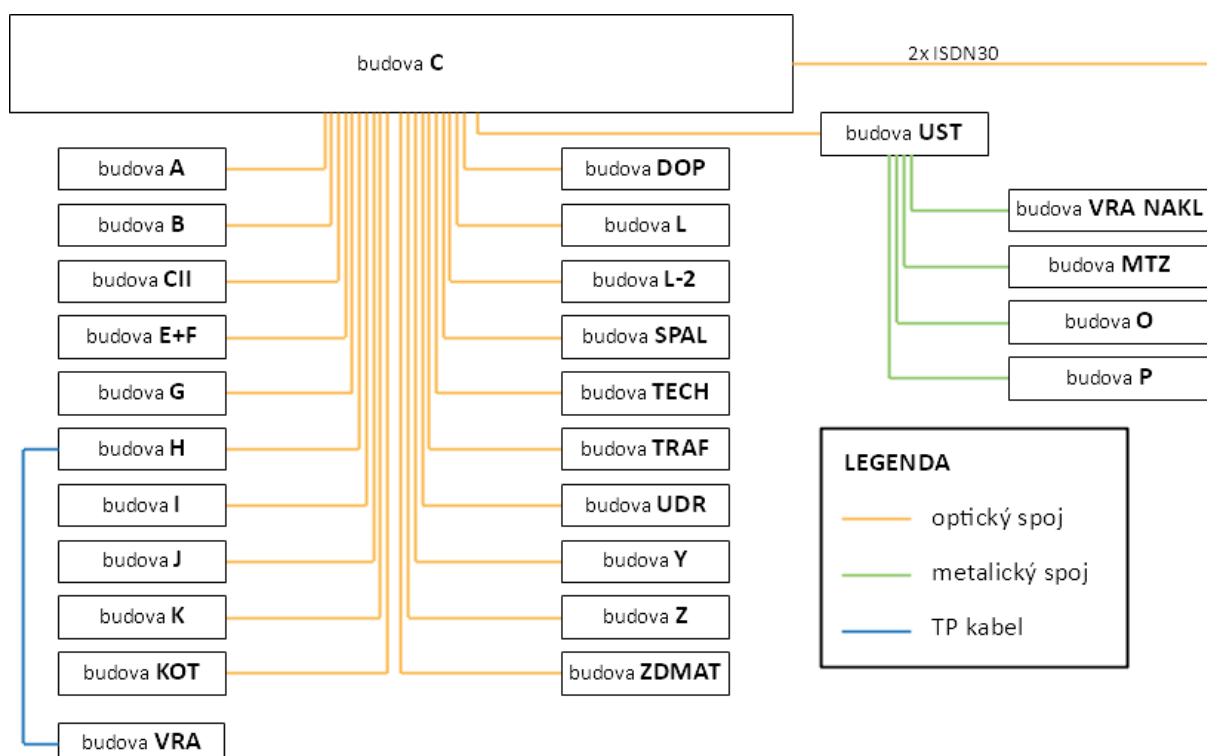 budova C
2x ISDN30
budova UST
budova A
budova DOP
budova B
budova L
budova CII
budova L-2
budova E+F
budova SPAL
budova G
budova TECH
budova H
budova TRAF
budova I
budova UDR
budova J
budova Y
budova K
budova Z
budova KOT
budova ZDMAT
budova VRA
budova VRA NAKL
budova MTZ
budova O
budova P
LEGENDA
optický spoj
metalický spoj
TP kabel